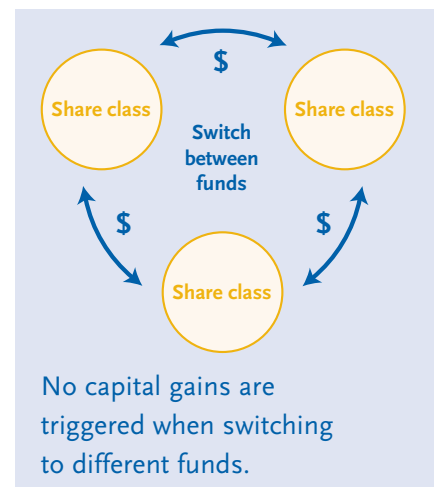 $
Share class
Share class
Switch
between
funds
$
$
Share class
No capital gains are
triggered when switching
to different funds.